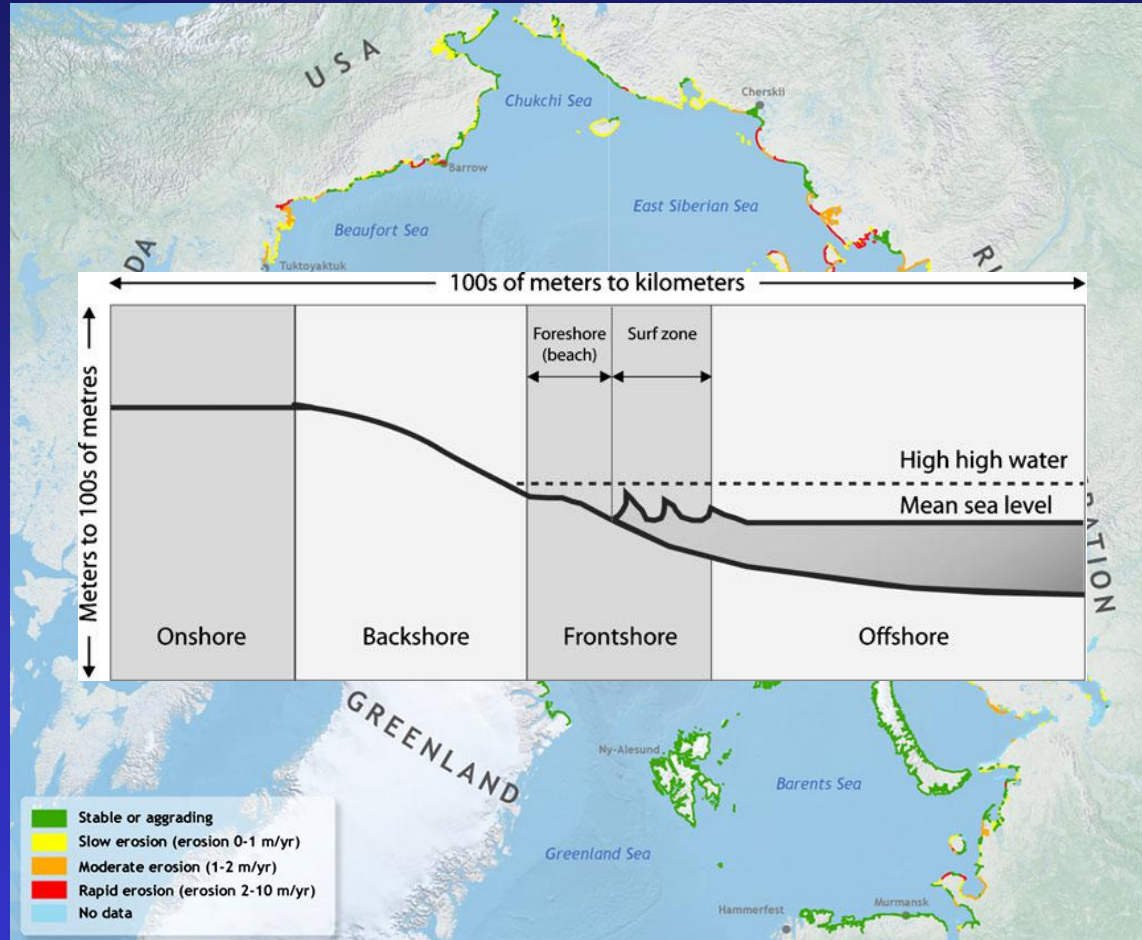 USA
Chukchi Sea
Cherskii
Barrow
East Siberian Sea
Beaufort Sea
DA
Tuktoyaktuk
100s of meters to kilometers
Meters to 100s of metres
Foreshore
(beach)
Surf zone
High high water
Mean sea level
Onshore
Backshore
Frontshore
Offshore
RATION
GREENLAND
Ny-Alesund
Barents Sea
Greenland Sea
Hammerfest
Murmansk
Stable or aggrading
Slow erosion (erosion 0-1 m/yr)
Moderate erosion (1-2 m/yr)
Rapid erosion (erosion 2-10 m/yr)
No data